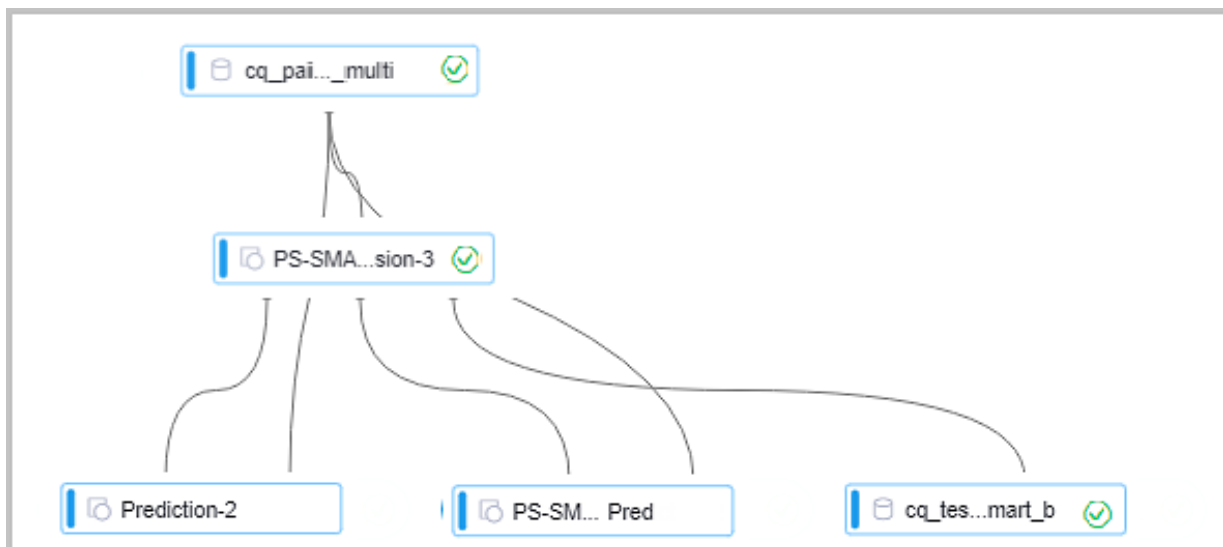 cq_pai..._multi
PS-SMA...sion-3
Prediction-2
PS-SM... Pred
cq_tes...mart_b